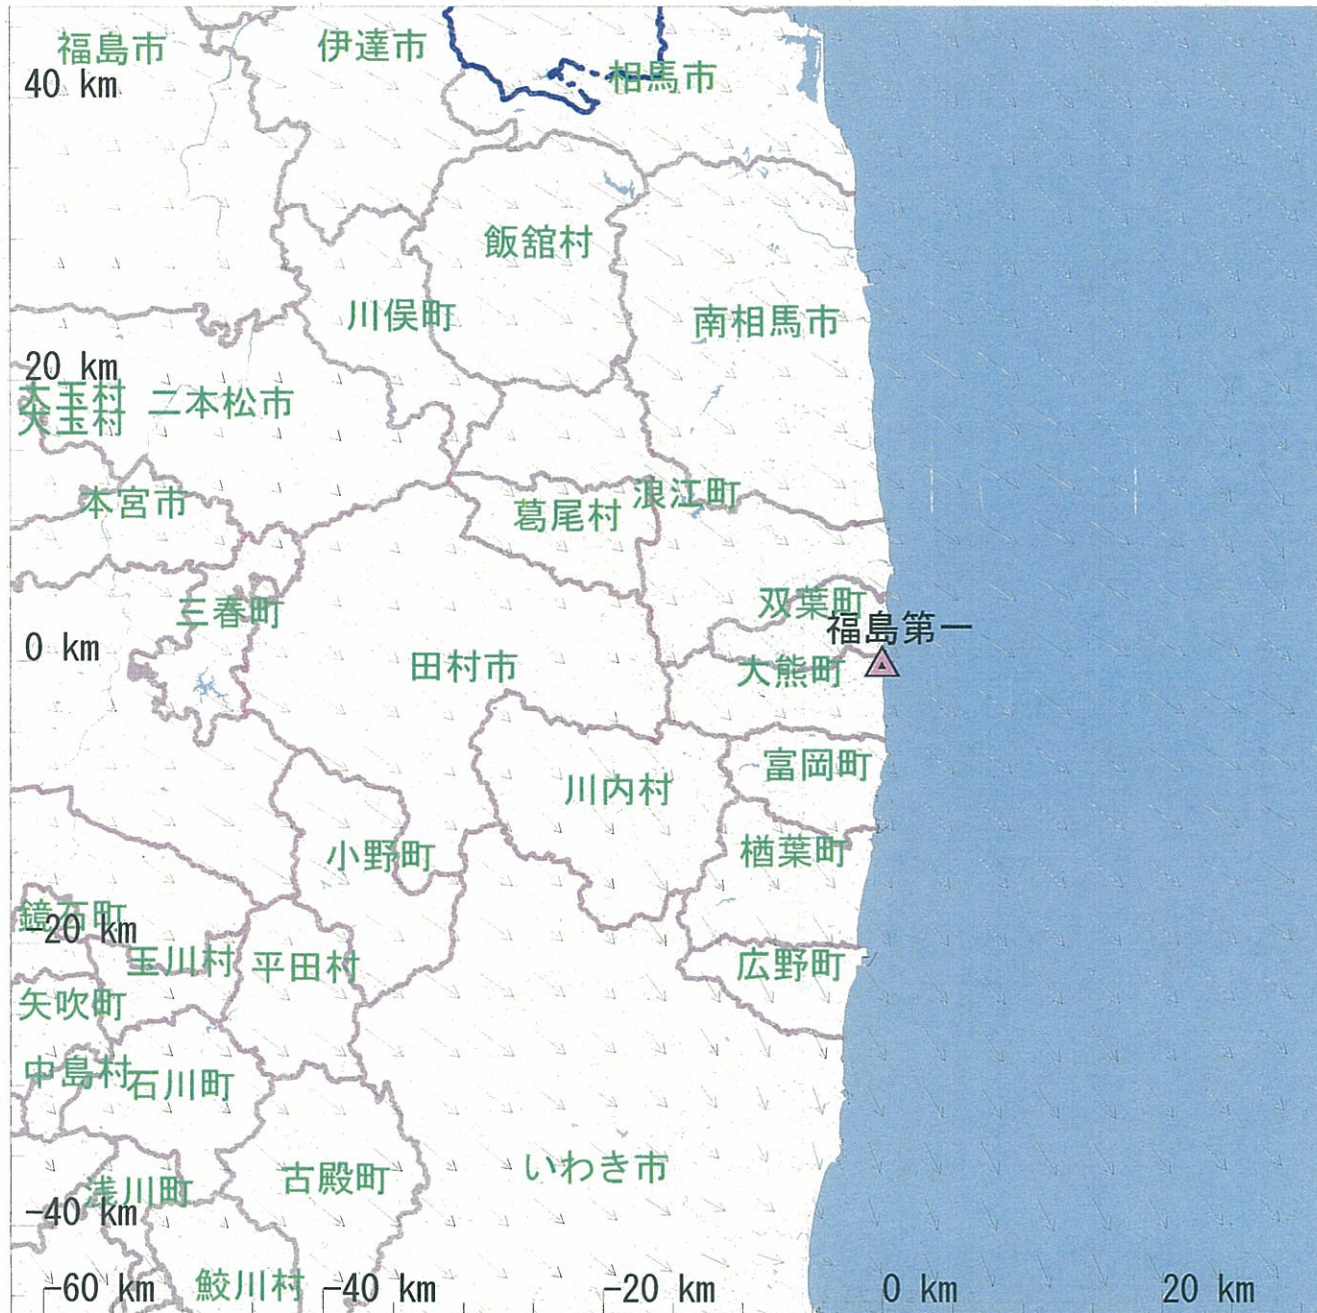 福島市
伊達市
40 km
相馬市
飯舘村
川俣町
南相馬市
20 km
大玉村
二本松市
大玉村
本宮市
浪江町
葛尾村
双葉町
三春町
福島第一
0 km
田村市
大熊町
富岡町
川内村
小野町
楢葉町
鏡石町
-20 km
玉川村
平田村
広野町
矢吹町
中島村
石川町
いわき市
古殿町
浅川町
-40 km
鮫川村
-60 km
-40 km
-20 km
0 km
20 km